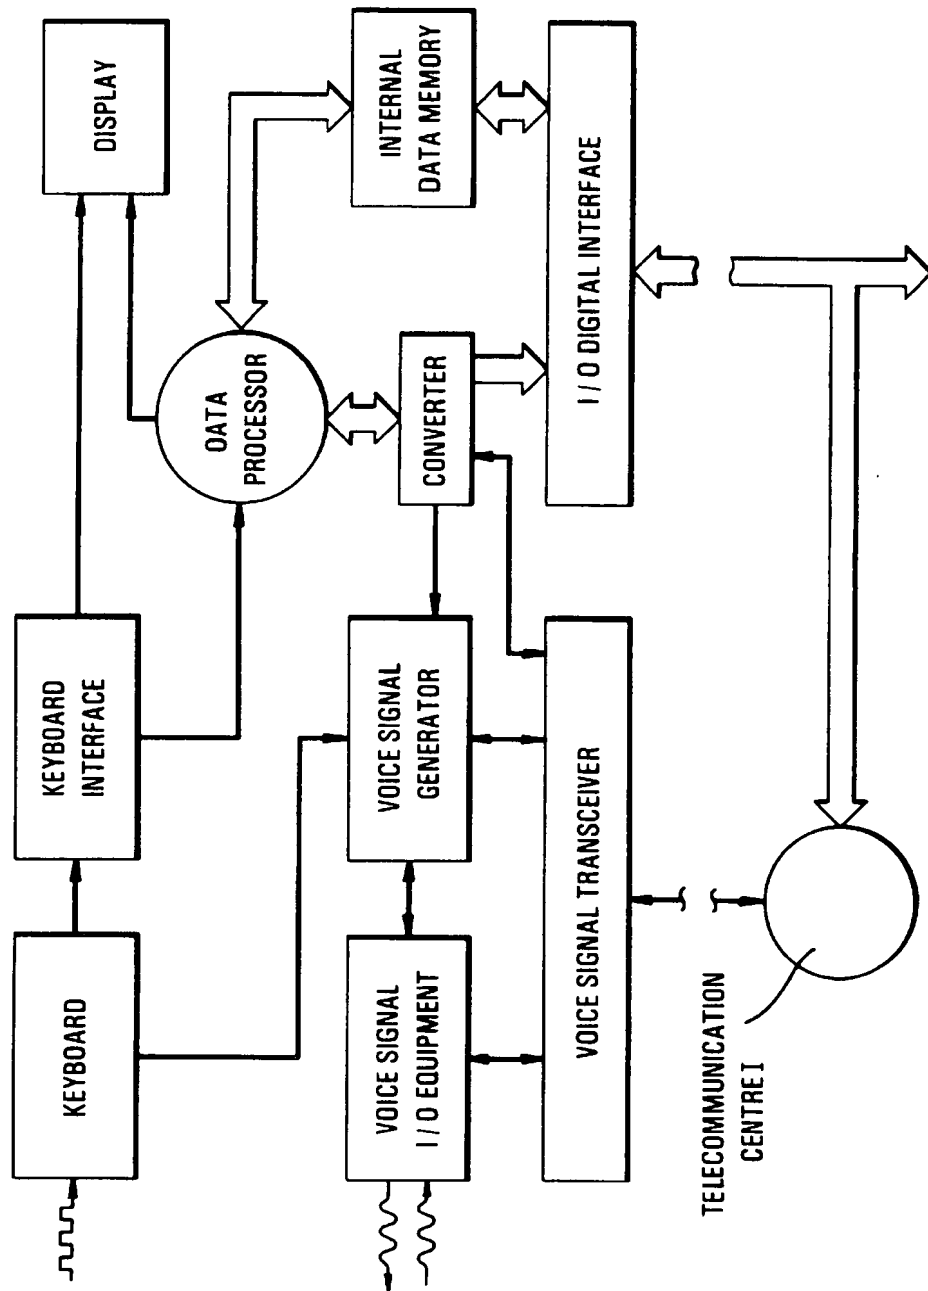 KEYBOARD
KEYBOARD
INTERFACE
DISPLAY
OATA
PROCESSOR
INTERNAL
DATA MEMORY
VOICE SIGNAL
I/O EQUIPMENT
VOICE SIGNAL
GENERATOR
CONVERTER
VOICE SIGNAL TRANSCEIVER
I/O DIGITAL INTERFACE
TELECOMMUNICATION
CENTRE I